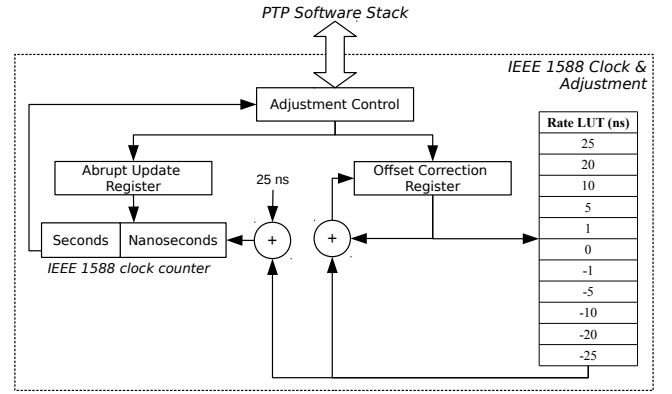 PTP Software Stack
IEEE 1588 Clock &
Adjustment
Adjustment Control
Rate LUT (ns)
25
20
10
5
1
0
-1
-5
-10
-20
-25
Abrupt Update
Register
25 ns
Offset Correction
Register
Seconds
Nanoseconds
+
+
IEEE 1588 clock counter